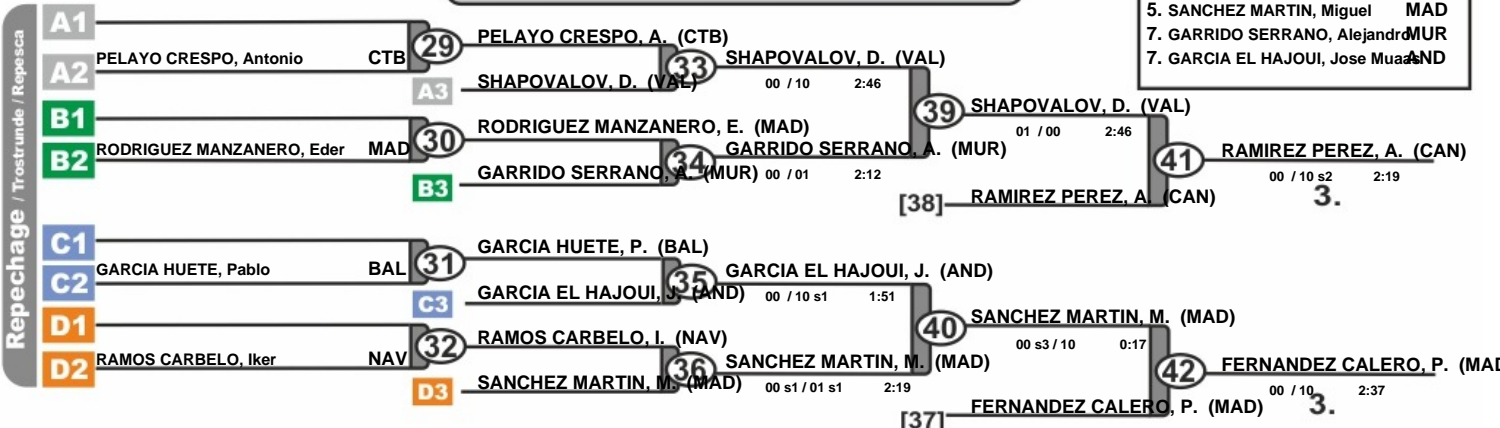 5. SANCHEZ MARTIN, Miguel MAD
7. GARRIDO SERRANO, Alejandro MUR
7. GARCIA EL HAJOUI, Jose Muaas AND
Repechage / Trostrunde / Repesca
A1
PELAYO CRESPO, Antonio CTB
A2
29
PELAYO CRESPO, A. (CTB)
A3
SHAPOVALOV, D. (VAL)
33
SHAPOVALOV, D. (VAL)
00 / 10 2:46
B1
RODRIGUEZ MANZANERO, Eder MAD
B2
30
RODRIGUEZ MANZANERO, E. (MAD)
B3
GARRIDO SERRANO, A. (MUR)
34
GARRIDO SERRANO, A. (MUR)
00 / 01 2:12
39
SHAPOVALOV, D. (VAL)
01 / 00 2:46
[38]
RAMIREZ PEREZ, A. (CAN)
41
RAMIREZ PEREZ, A. (CAN)
00 / 10 s2 2:19
3.
C1
GARCIA HUETE, Pablo BAL
C2
31
GARCIA HUETE, P. (BAL)
C3
GARCIA EL HAJOUI, J. (AND)
35
GARCIA EL HAJOUI, J. (AND)
00 / 10 s1 1:51
D1
RAMOS CARBELO, Iker NAV
D2
32
RAMOS CARBELO, I. (NAV)
D3
SANCHEZ MARTIN, M. (MAD)
36
SANCHEZ MARTIN, M. (MAD)
00 s1 / 01 s1 2:19
40
SANCHEZ MARTIN, M. (MAD)
00 s3 / 10 0:17
[37]
FERNANDEZ CALERO, P. (MAD)
42
FERNANDEZ CALERO, P. (MAD
00 / 10 2:37
3.